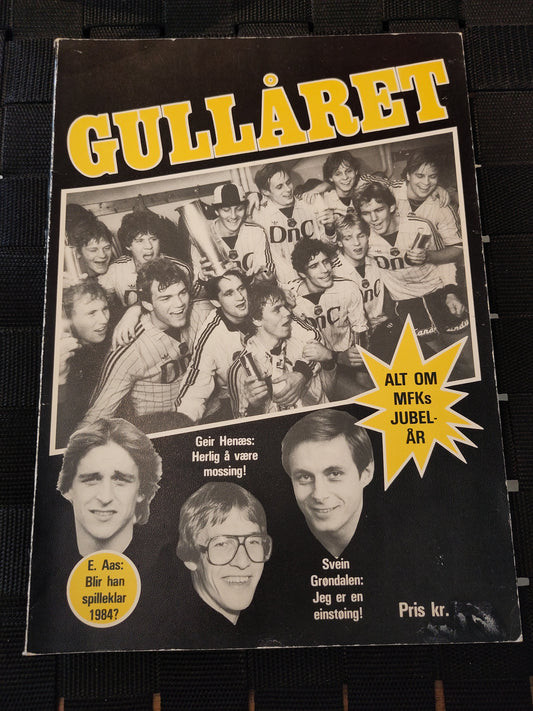 GULLÅRET
DnC
DnC
DnC
DnC
ALT OM
MFKs
JUBEL-
ÅR
Geir Henæs:
Herlig å være
mossing!
E. Aas:
Blir han
spilleklar
1984?
Svein
Grøndalen:
Jeg er en
einstøing!
Pris kr.